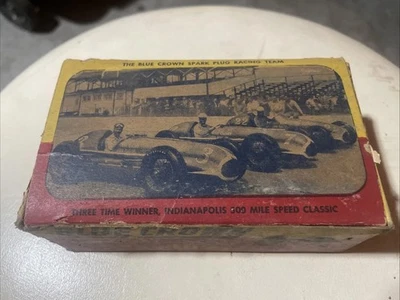 THE BLUE CROWN SPARK PLUG RACING TEAM
THREE TIME WINNER, INDIANAPOLIS 500 MILE SPEED CLASSIC